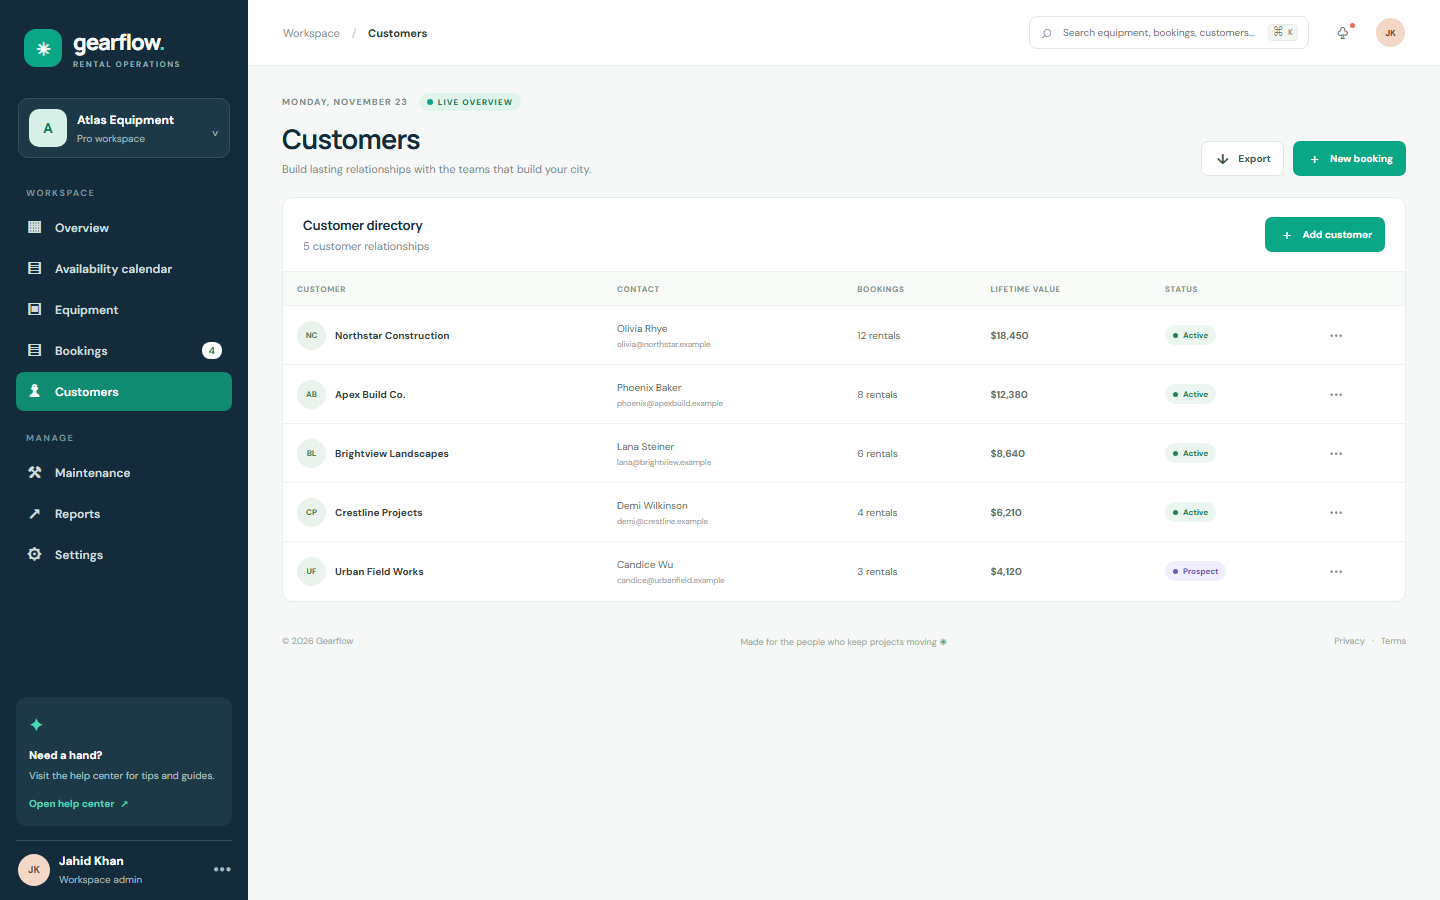 gearflow.
RENTAL OPERATIONS
A
Atlas Equipment
Pro workspace
WORKSPACE
Overview
Availability calendar
Equipment
Bookings 4
Customers
MANAGE
Maintenance
Reports
Settings
Need a hand?
Visit the help center for tips and guides.
Open help center ↗
JK
Jahid Khan
Workspace admin
•••
Workspace / Customers
Search equipment, bookings, customers...
⌘ K
JK
MONDAY, NOVEMBER 23
LIVE OVERVIEW
Customers
Build lasting relationships with the teams that build your city.
↓ Export
+ New booking
Customer directory
5 customer relationships
+ Add customer
CUSTOMER CONTACT BOOKINGS LIFETIME VALUE STATUS
NC Northstar Construction Olivia Rhye 12 rentals $18,450 Active •••
olivia@northstar.example
AB Apex Build Co. Phoenix Baker 8 rentals $12,380 Active •••
phoenix@apexbuild.example
BL Brightview Landscapes Lana Steiner 6 rentals $8,640 Active •••
lana@brightview.example
CP Crestline Projects Demi Wilkinson 4 rentals $6,210 Active •••
demi@crestline.example
UF Urban Field Works Candice Wu 3 rentals $4,120 Prospect •••
candice@urbanfield.example
© 2026 Gearflow
Made for the people who keep projects moving ✳
Privacy · Terms